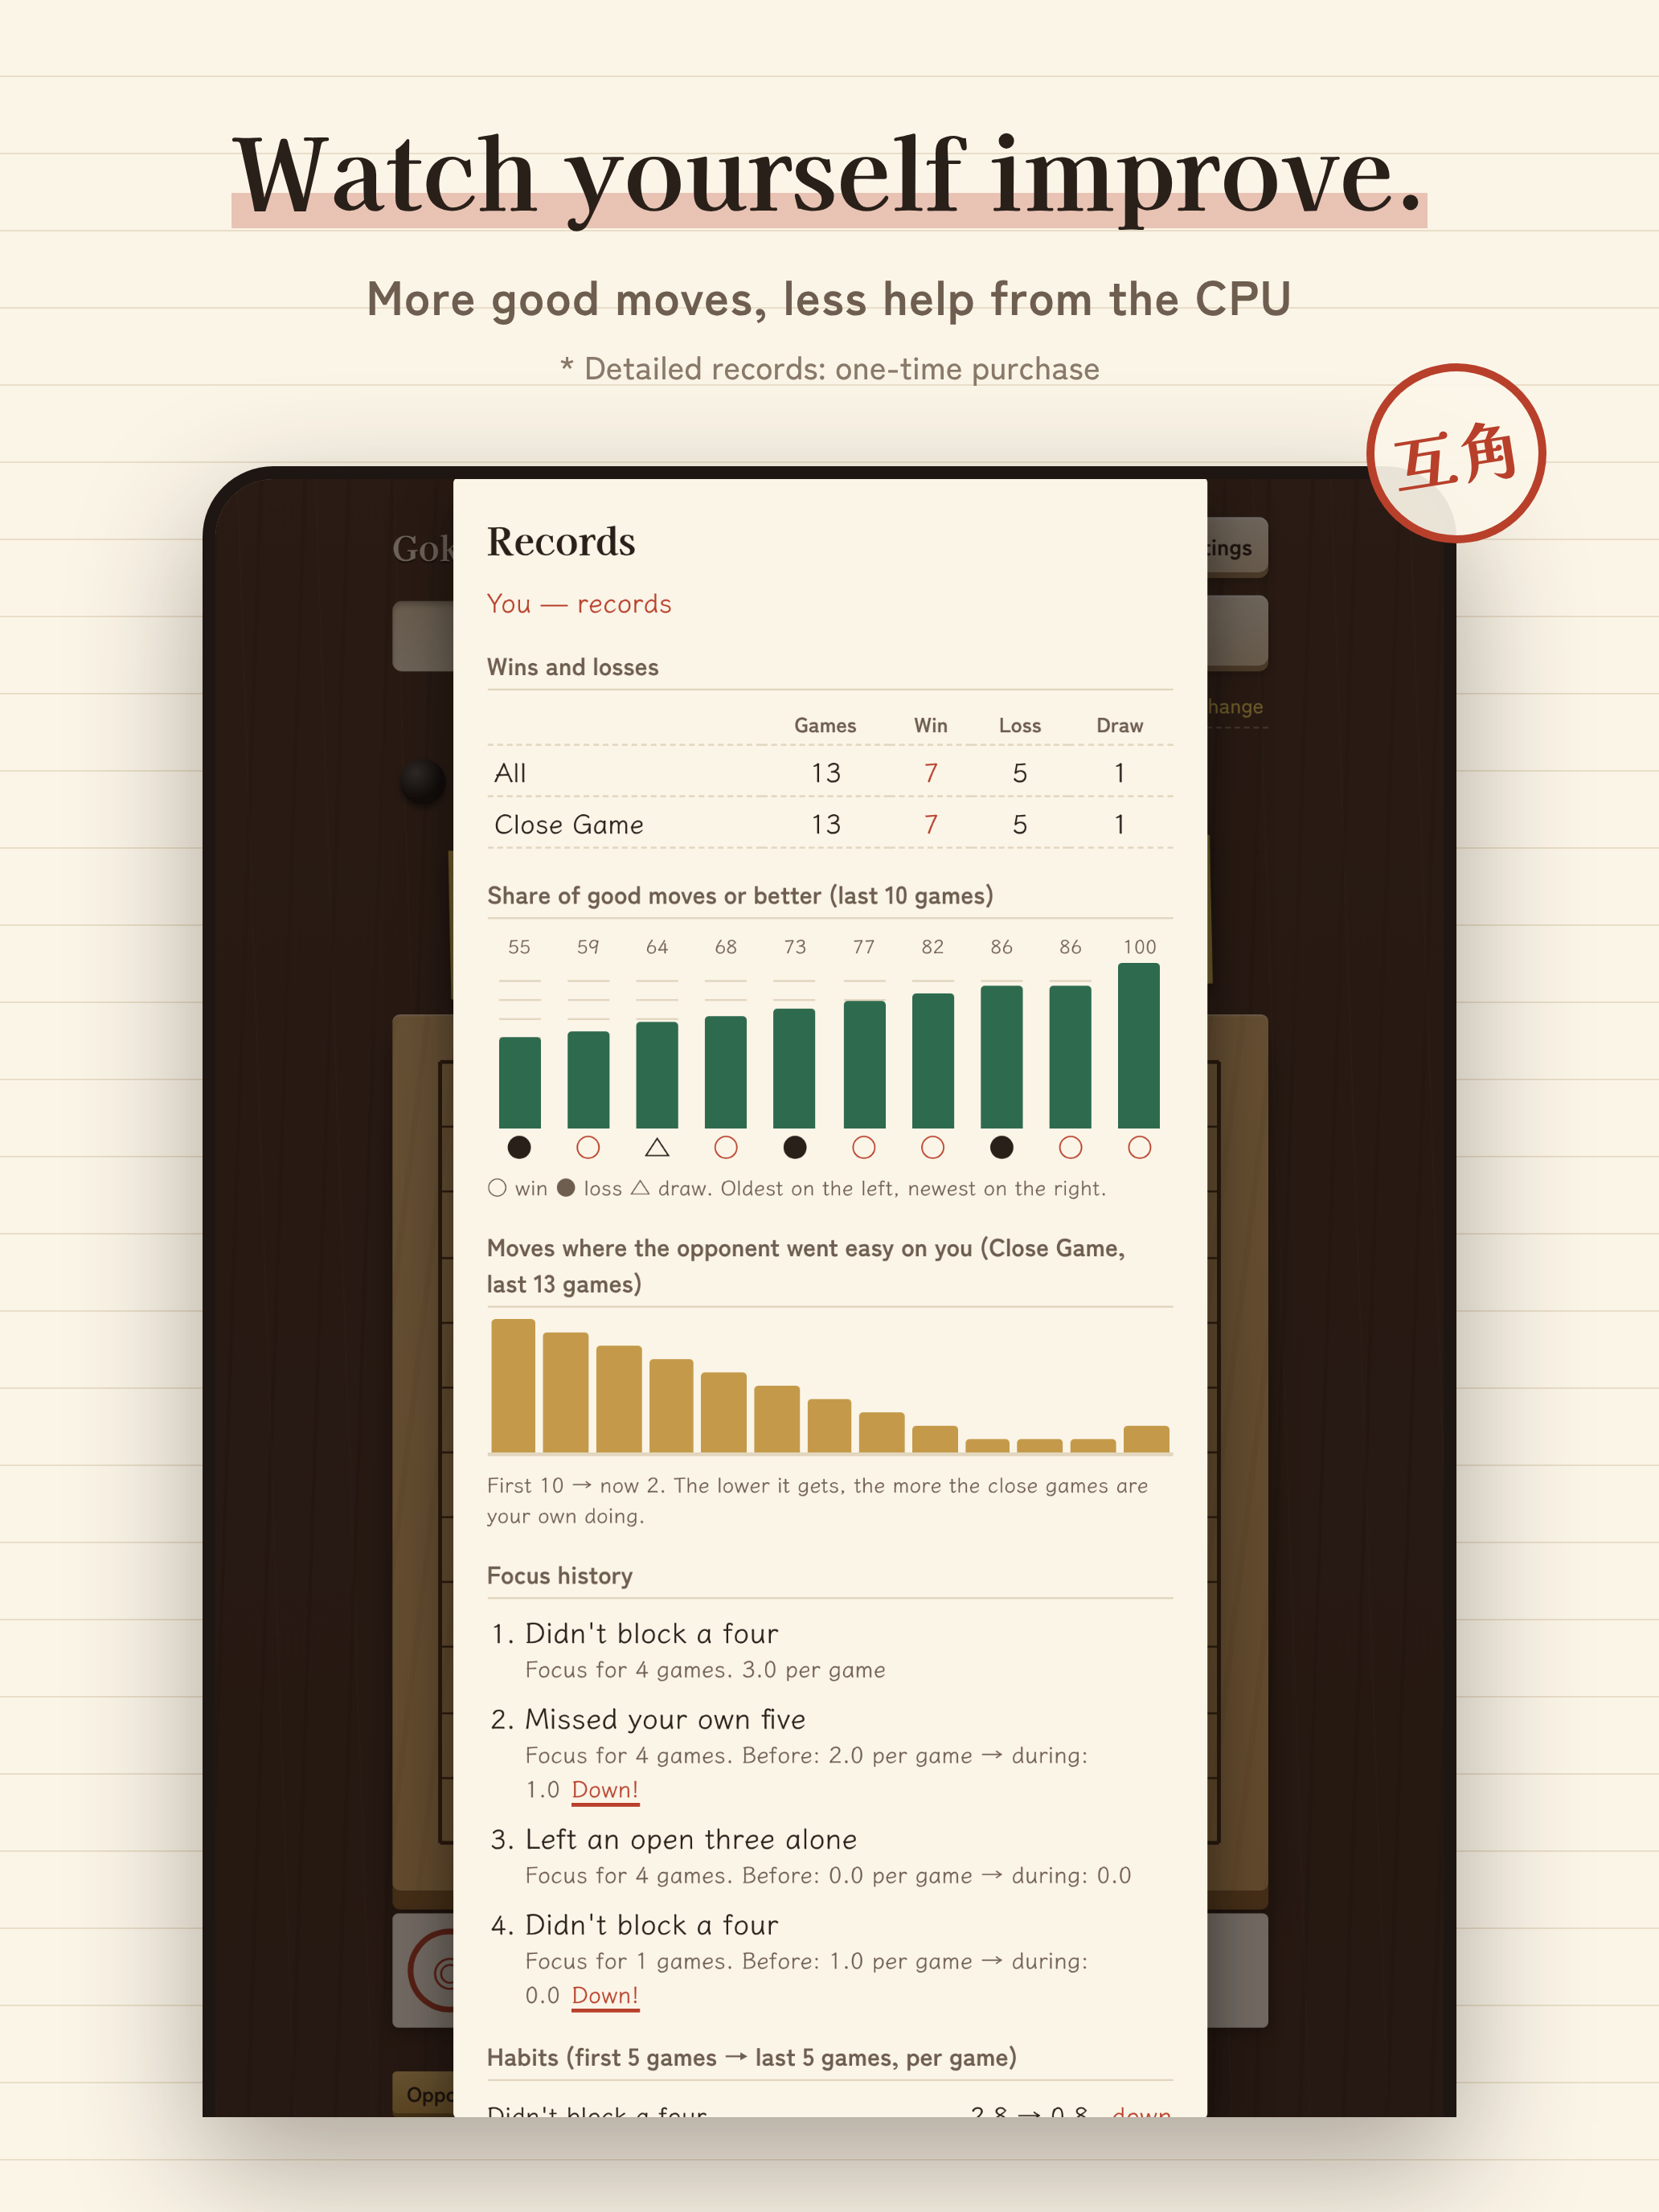 Watch yourself improve.
More good moves, less help from the CPU
* Detailed records: one-time purchase
互角
Records
You — records
Wins and losses
Games Win Loss Draw
All 13 7 5 1
Close Game 13 7 5 1
Share of good moves or better (last 10 games)
55 59 64 68 73 77 82 86 86 100
○ win ● loss △ draw. Oldest on the left, newest on the right.
Moves where the opponent went easy on you (Close Game,
last 13 games)
First 10 → now 2. The lower it gets, the more the close games are
your own doing.
Focus history
1. Didn't block a four
Focus for 4 games. 3.0 per game
2. Missed your own five
Focus for 4 games. Before: 2.0 per game → during:
1.0 Down!
3. Left an open three alone
Focus for 4 games. Before: 0.0 per game → during: 0.0
4. Didn't block a four
Focus for 1 games. Before: 1.0 per game → during:
0.0 Down!
Habits (first 5 games → last 5 games, per game)
Didn't block a four 2.8 → 0.8 down